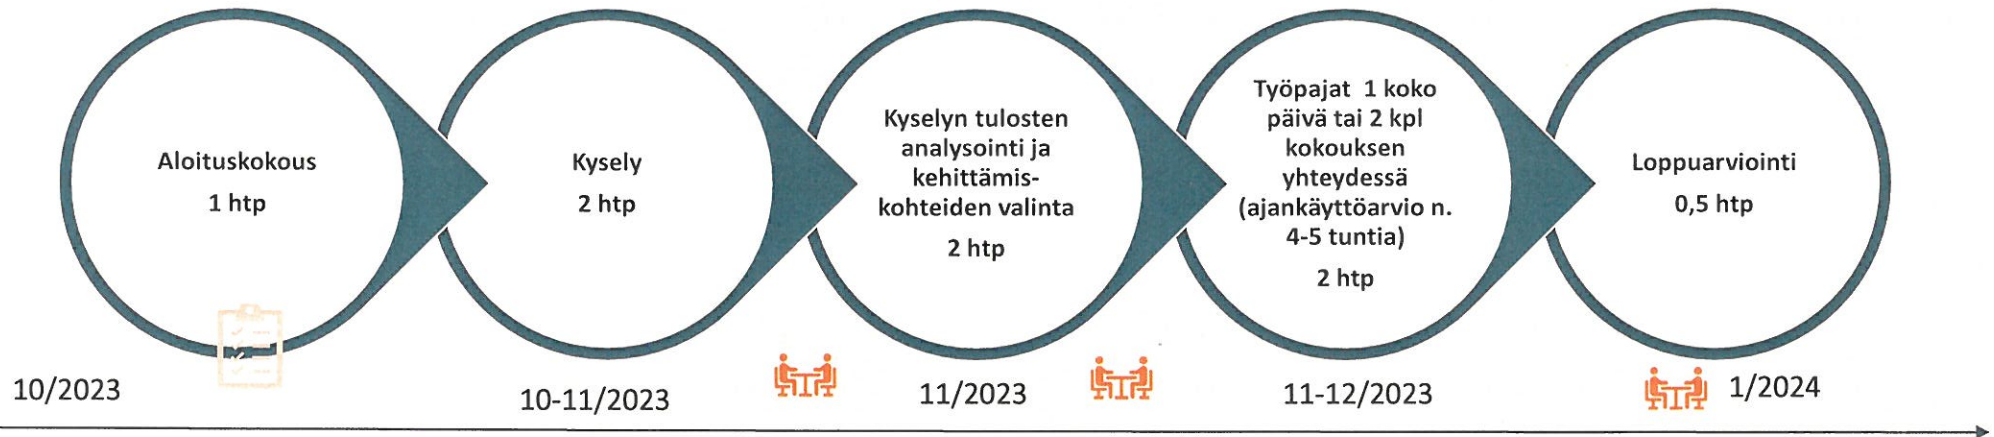 Aloituskokous
1 htp
Kysely
2 htp
Kyselyn tulosten
analysointi ja
kehittämis-
kohteiden valinta
2 htp
Työpajat 1 koko
päivä tai 2 kpl
kokouksen
yhteydessä
(ajankäyttöarvio n.
4-5 tuntia)
2 htp
Loppuarviointi
0,5 htp
10/2023
10-11/2023
11/2023
11-12/2023
1/2024